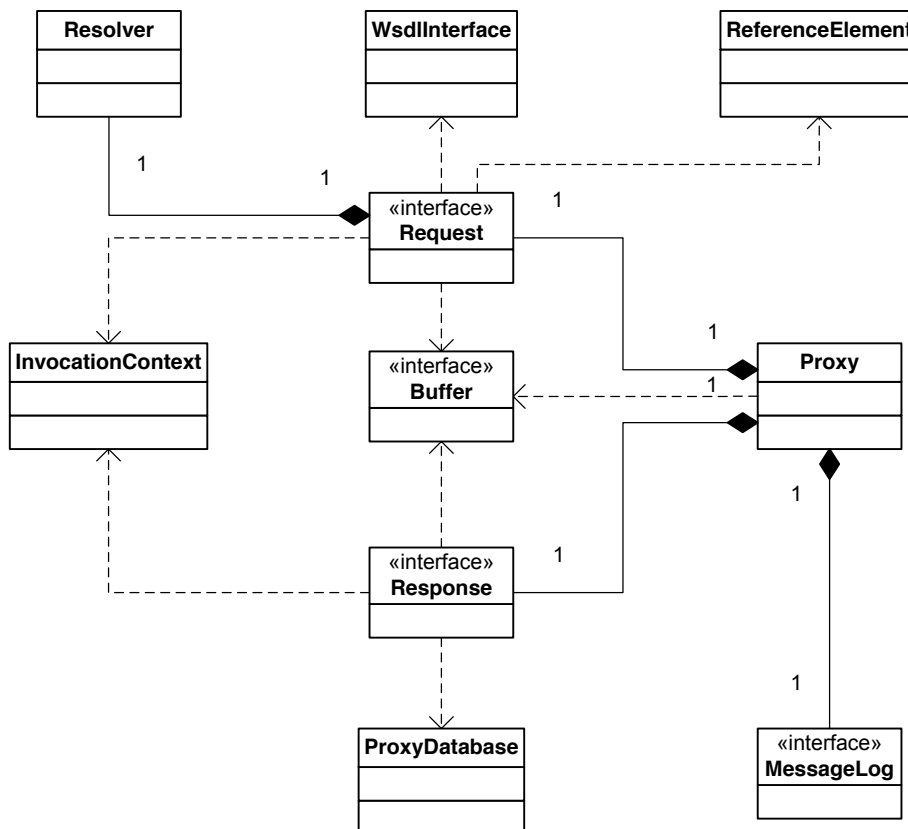 Resolver
WsdlInterface
ReferenceElement
1
1
«interface»
Request
1
InvocationContext
«interface»
Buffer
1
1
Proxy
1
«interface»
Response
1
1
ProxyDatabase
«interface»
MessageLog